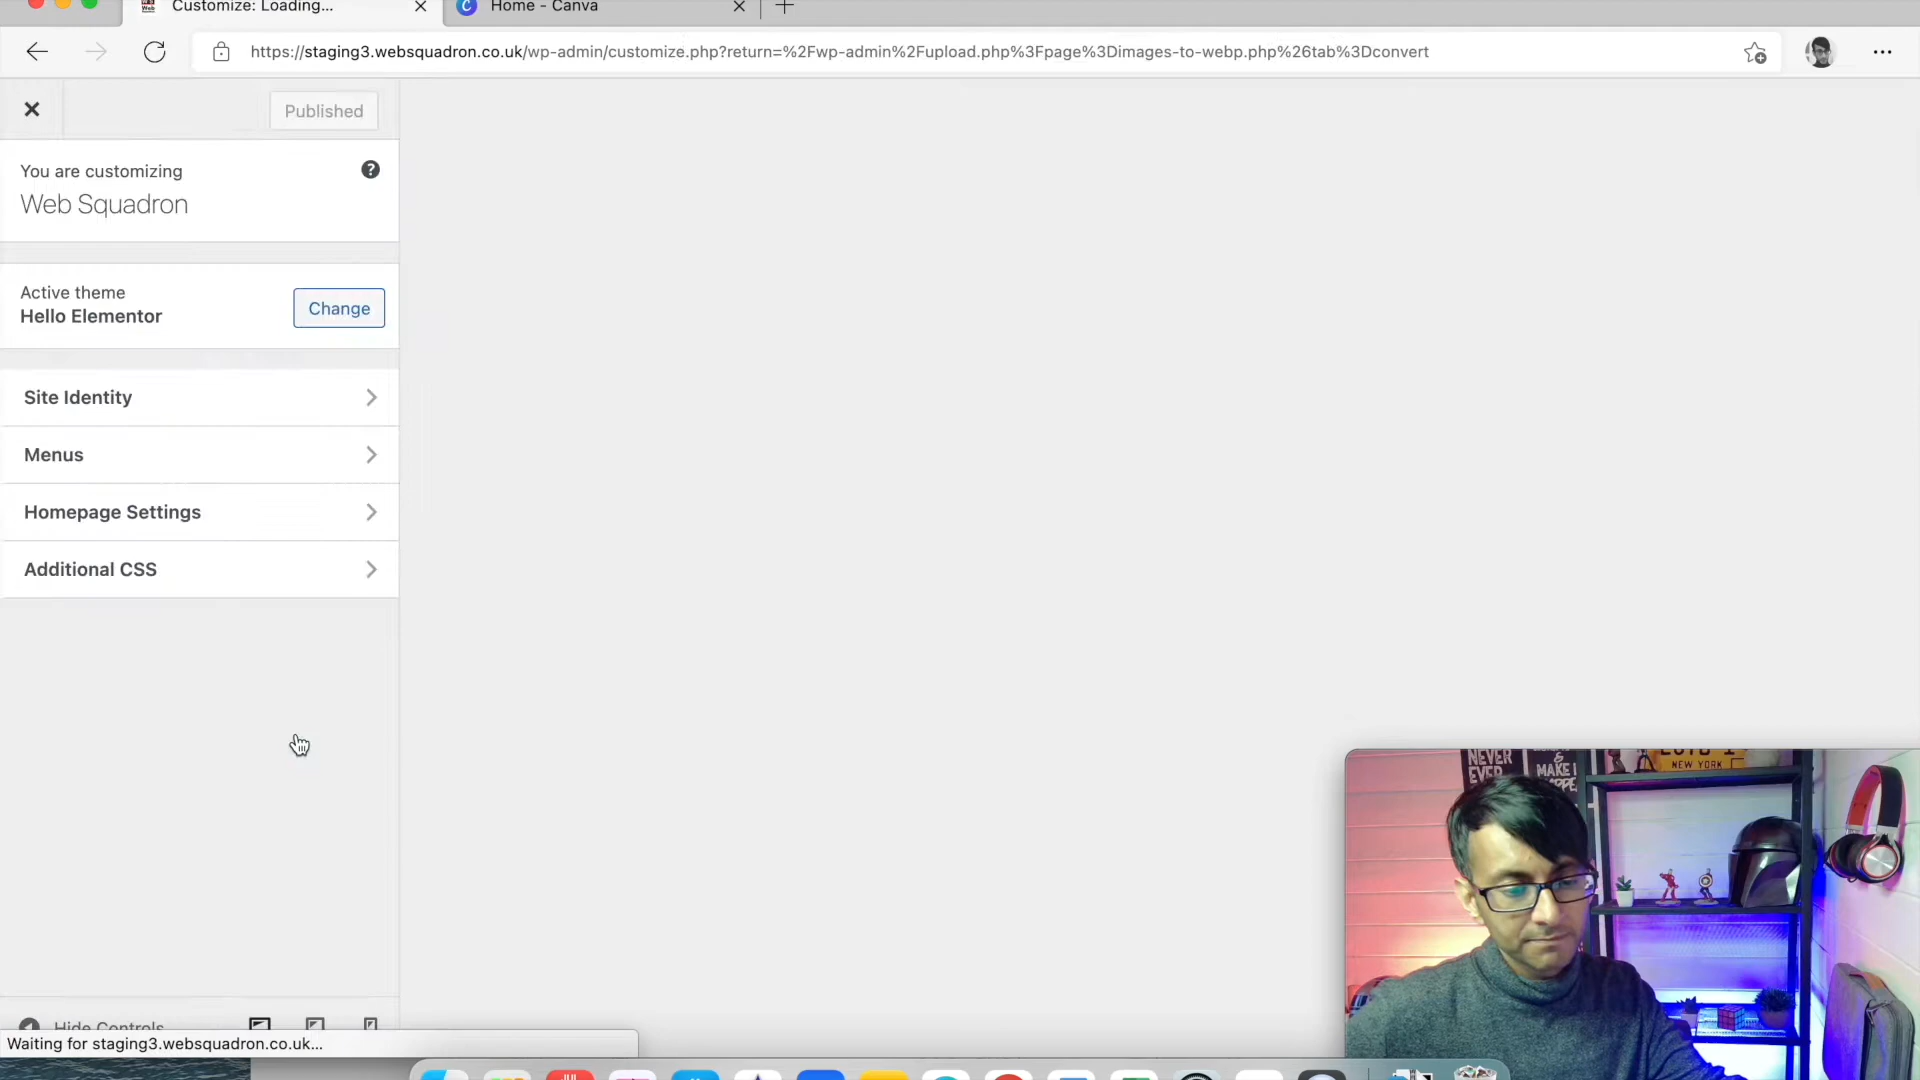 Customize: Loading...
Home - Canva
https://staging3.websquadron.co.uk/wp-admin/customize.php?return=%2Fwp-admin%2Fupload.php%3Fpage%3Dimages-to-webp.php%26tab%3Dconvert
Published
You are customizing
Web Squadron
Active theme
Hello Elementor
Change
Site Identity
Menus
Homepage Settings
Additional CSS
Hide Controls
Waiting for staging3.websquadron.co.uk...
NEVER
EVER
MAKE
NEW YORK